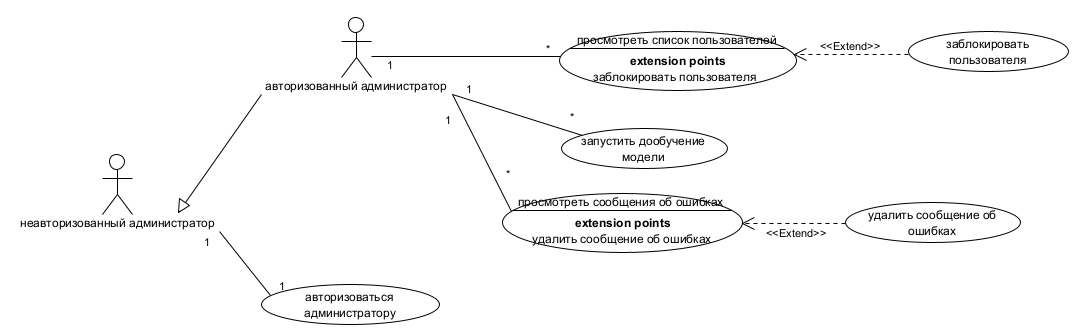 просмотреть список пользователей
extension points
заблокировать пользователя
<<Extend>>
заблокировать
пользователя
1
*
авторизованный администратор
1
*
1
*
запустить дообучение
модели
просмотреть сообщения об ошибках
extension points
удалить сообщение об ошибках
<<Extend>>
удалить сообщение об
ошибках
неавторизованный администратор
1
1
авторизоваться
администратору